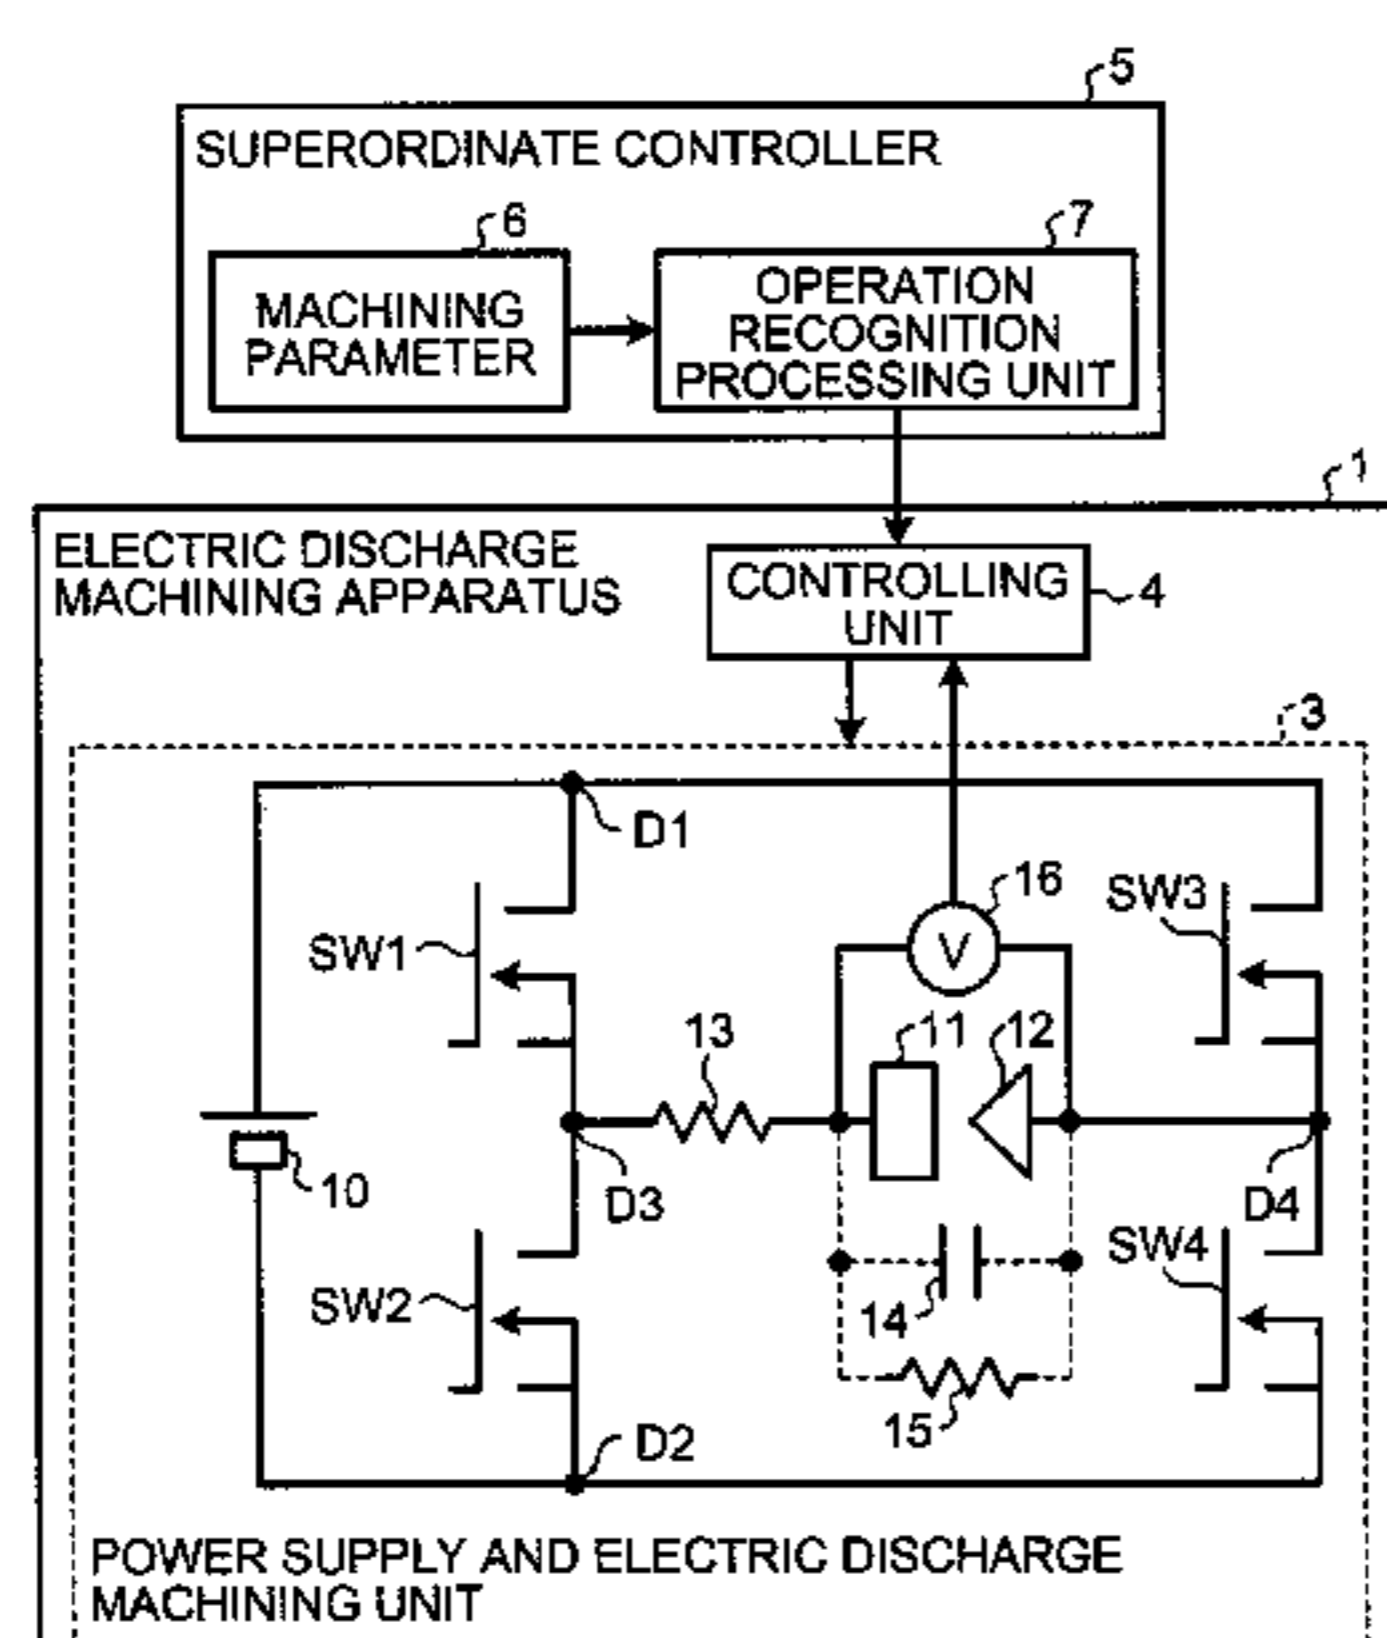 5
SUPERORDINATE CONTROLLER
6
7
MACHINING
PARAMETER
OPERATION
RECOGNITION
PROCESSING UNIT
1
ELECTRIC DISCHARGE
MACHINING APPARATUS
CONTROLLING
UNIT
4
3
D1
16
SW3
SW1
V
13
11
12
10
D3
D4
SW2
SW4
14
15
D2
POWER SUPPLY AND ELECTRIC DISCHARGE
MACHINING UNIT